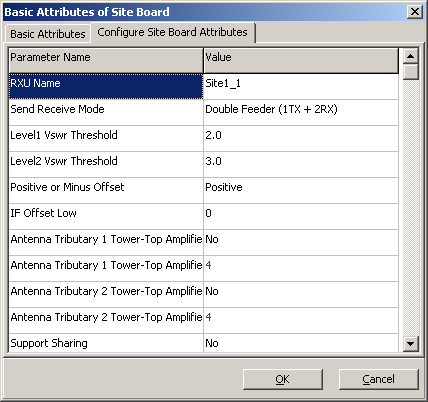 Basic Attributes of Site Board
Basic Attributes Configure Site Board Attributes
Parameter Name Value
RXU Name Site1_1
Send Receive Mode Double Feeder (1TX + 2RX)
Level1 Vswr Threshold 2.0
Level2 Vswr Threshold 3.0
Positive or Minus Offset Positive
IF Offset Low 0
Antenna Tributary 1 Tower-Top Amplifie No
Antenna Tributary 1 Tower-Top Amplifie 4
Antenna Tributary 2 Tower-Top Amplifie No
Antenna Tributary 2 Tower-Top Amplifie 4
Support Sharing No
OK Cancel